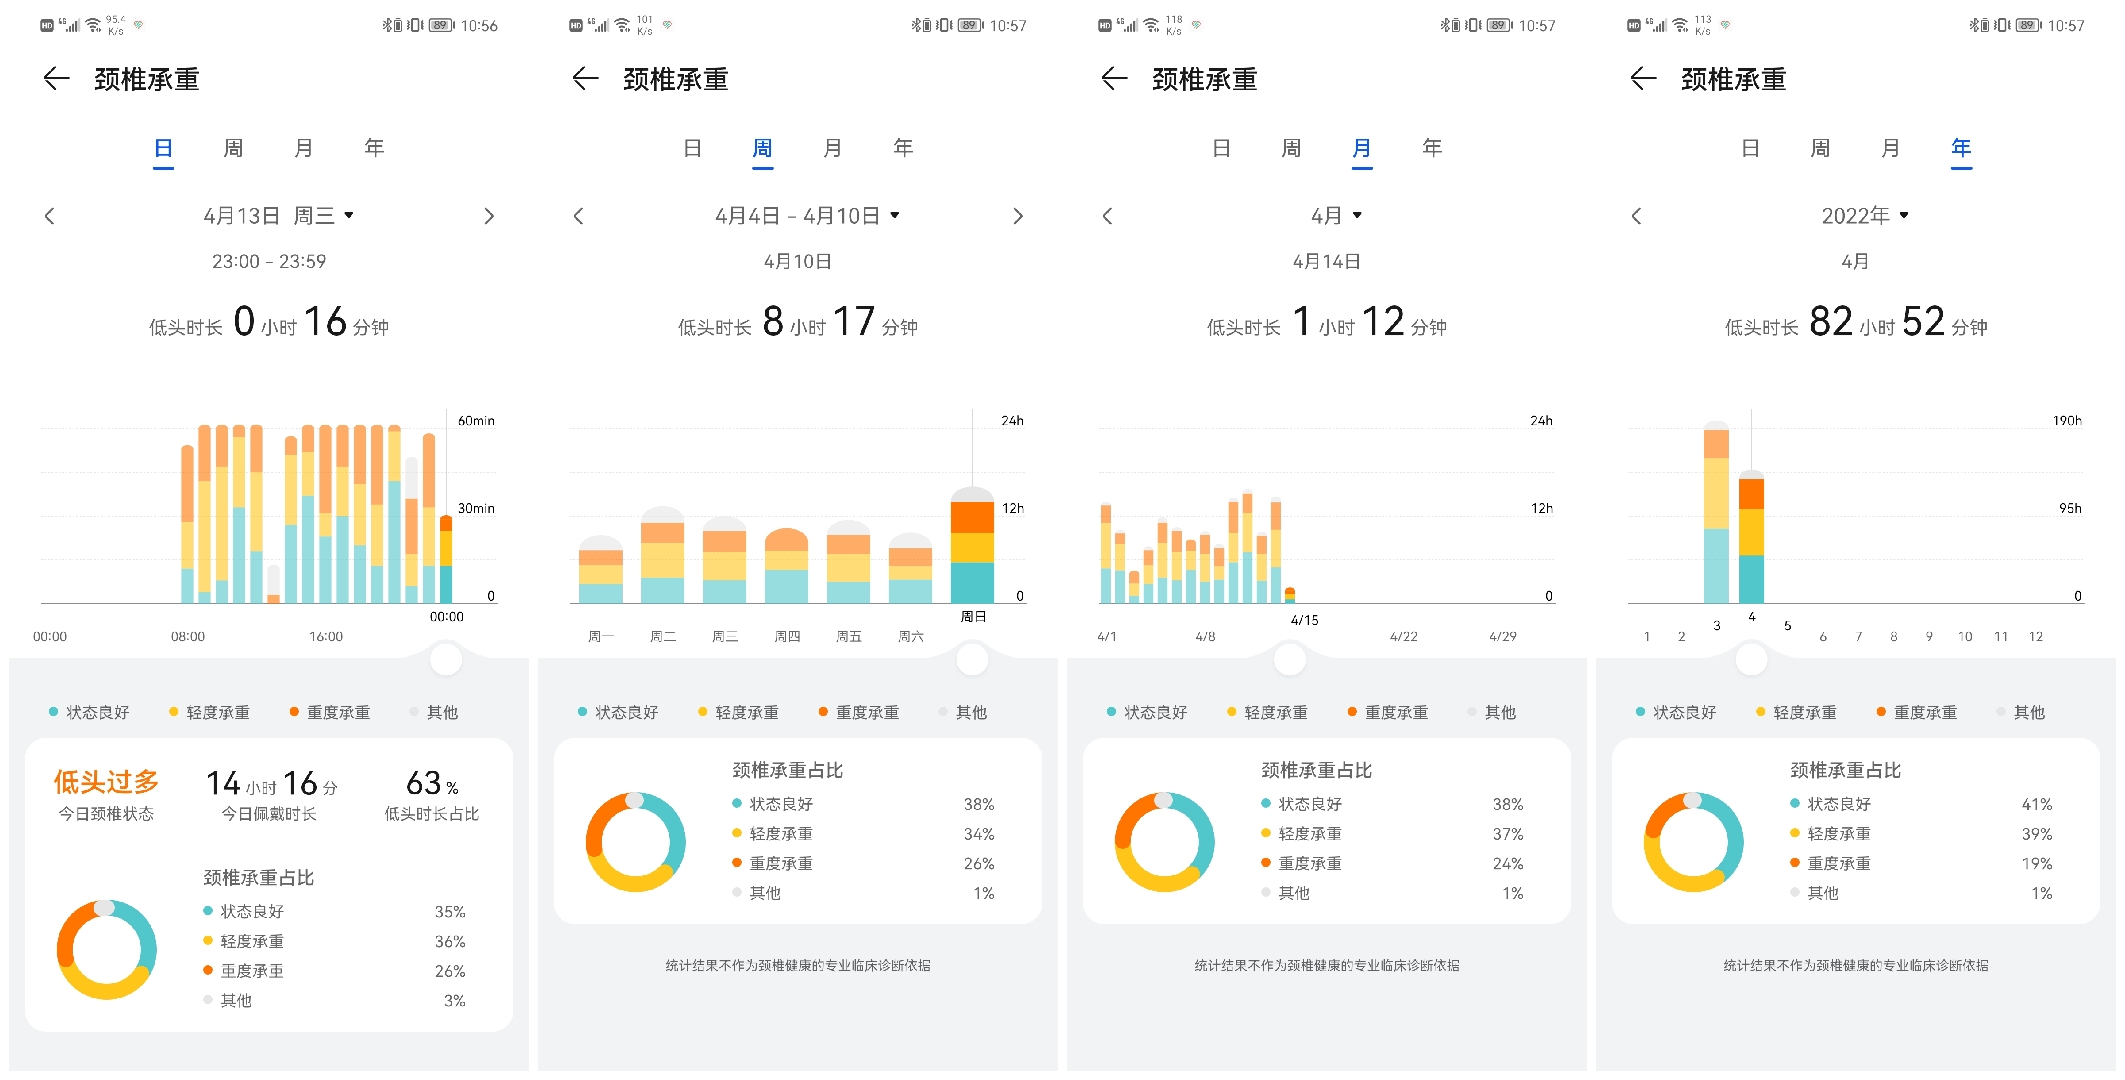 HD 46 95.4 K/s 89 10:56
颈椎承重
日 周 月 年
4月13日 周三
23:00 - 23:59
低头时长 0 小时 16 分钟
60min
30min
0
00:00
00:00 08:00 16:00
状态良好 轻度承重 重度承重 其他
低头过多 14 小时 16 分 63 %
今日颈椎状态 今日佩戴时长 低头时长占比
颈椎承重占比
状态良好 35%
轻度承重 36%
重度承重 26%
其他 3%
HD 46 101 K/s 89 10:57
颈椎承重
日 周 月 年
4月4日 - 4月10日
4月10日
低头时长 8 小时 17 分钟
24h
12h
0
周日
周一 周二 周三 周四 周五 周六
状态良好 轻度承重 重度承重 其他
颈椎承重占比
状态良好 38%
轻度承重 34%
重度承重 26%
其他 1%
统计结果不作为颈椎健康的专业临床诊断依据
HD 46 118 K/s 89 10:57
颈椎承重
日 周 月 年
4月
4月14日
低头时长 1 小时 12 分钟
24h
12h
0
4/1 4/8 4/15 4/22 4/29
状态良好 轻度承重 重度承重 其他
颈椎承重占比
状态良好 38%
轻度承重 37%
重度承重 24%
其他 1%
统计结果不作为颈椎健康的专业临床诊断依据
HD 46 113 K/s 89 10:57
颈椎承重
日 周 月 年
2022年
4月
低头时长 82 小时 52 分钟
190h
95h
0
1 2 3 4 5 6 7 8 9 10 11 12
状态良好 轻度承重 重度承重 其他
颈椎承重占比
状态良好 41%
轻度承重 39%
重度承重 19%
其他 1%
统计结果不作为颈椎健康的专业临床诊断依据